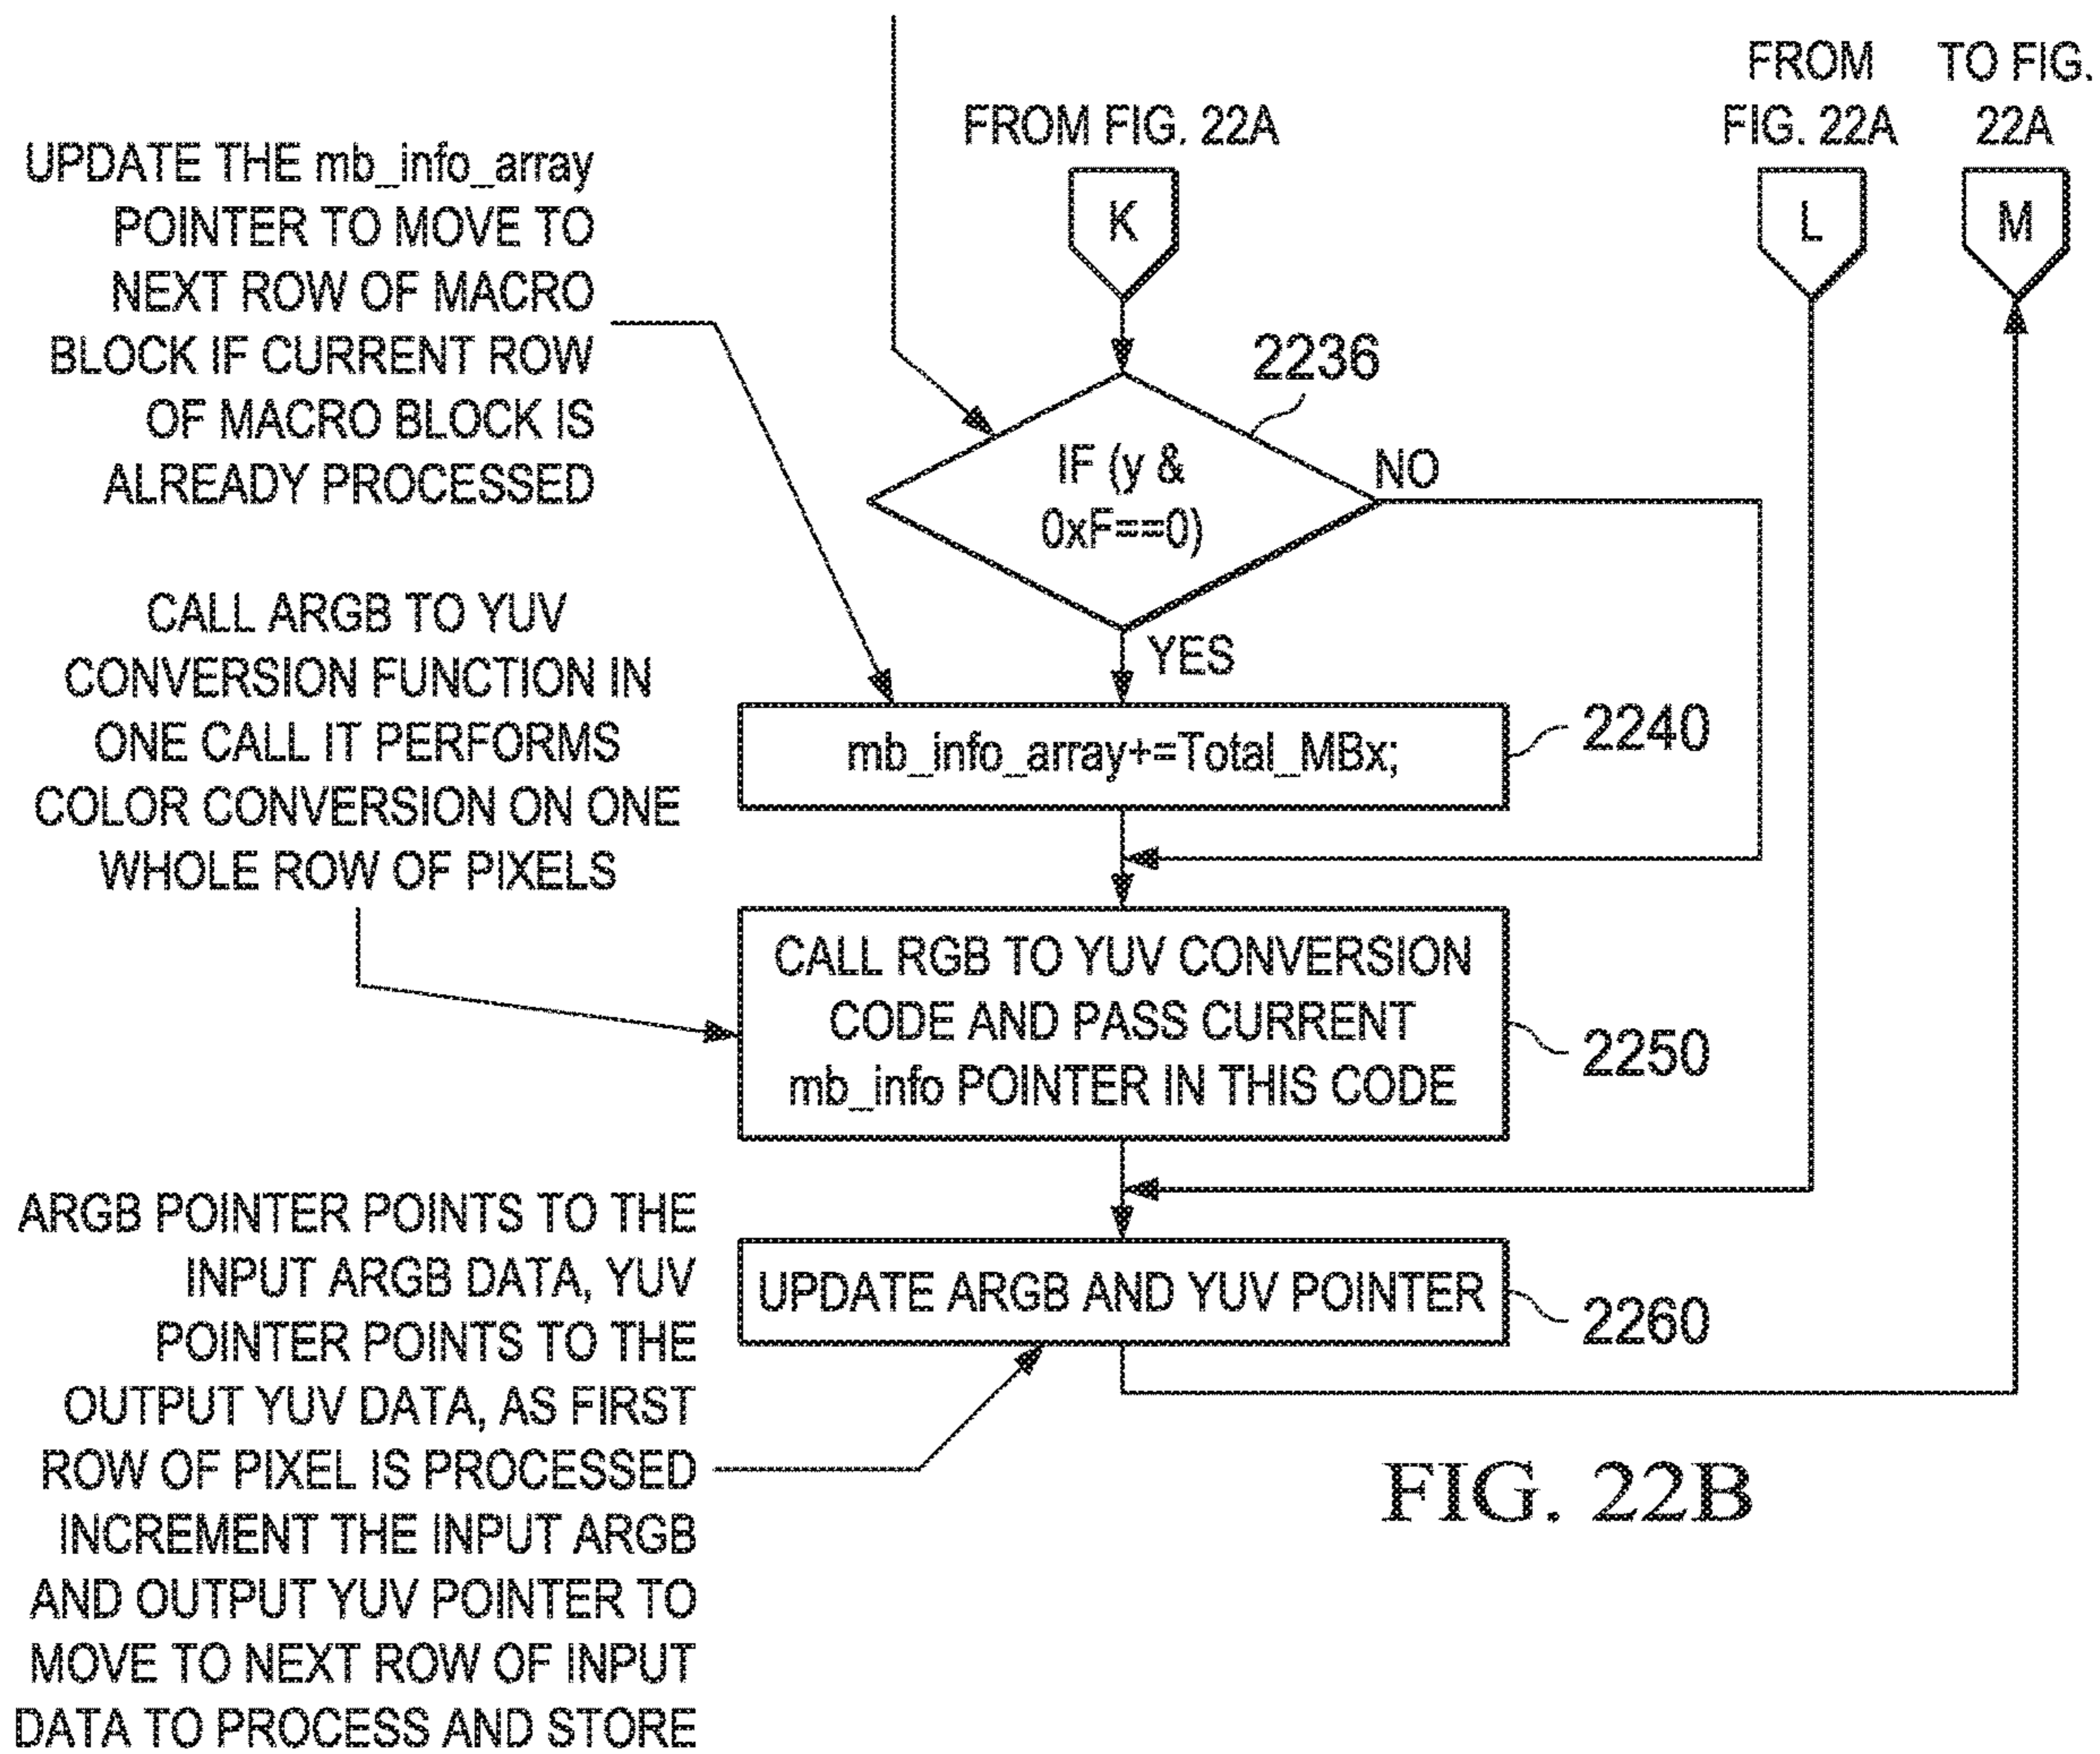 FROM FIG. 22A
K
FROM
FIG. 22A
L
TO FIG.
22A
M
UPDATE THE mb_info_array
POINTER TO MOVE TO
NEXT ROW OF MACRO
BLOCK IF CURRENT ROW
OF MACRO BLOCK IS
ALREADY PROCESSED
2236
IF (y &
0xF==0)
NO
YES
mb_info_array+=Total_MBx;
2240
CALL ARGB TO YUV
CONVERSION FUNCTION IN
ONE CALL IT PERFORMS
COLOR CONVERSION ON ONE
WHOLE ROW OF PIXELS
CALL RGB TO YUV CONVERSION
CODE AND PASS CURRENT
mb_info POINTER IN THIS CODE
2250
UPDATE ARGB AND YUV POINTER
2260
ARGB POINTER POINTS TO THE
INPUT ARGB DATA, YUV
POINTER POINTS TO THE
OUTPUT YUV DATA, AS FIRST
ROW OF PIXEL IS PROCESSED
INCREMENT THE INPUT ARGB
AND OUTPUT YUV POINTER TO
MOVE TO NEXT ROW OF INPUT
DATA TO PROCESS AND STORE
FIG. 22B